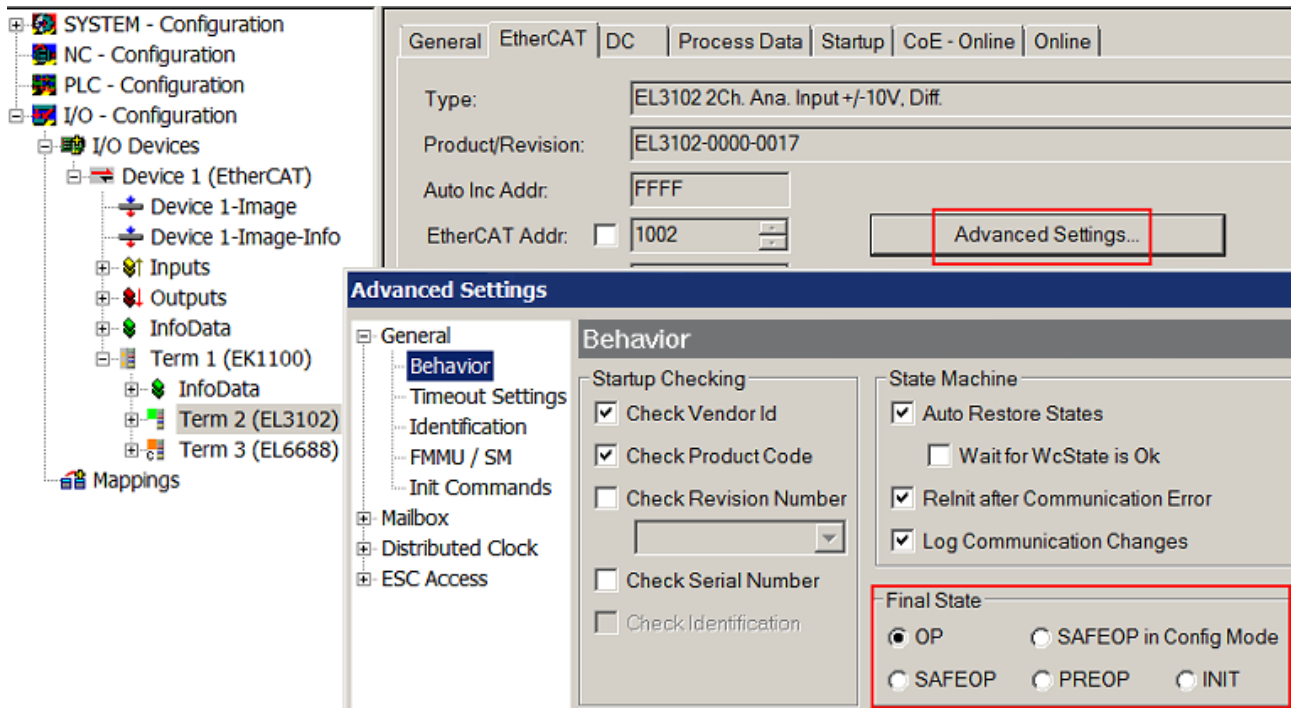 SYSTEM - Configuration
NC - Configuration
PLC - Configuration
I/O - Configuration
I/O Devices
Device 1 (EtherCAT)
Device 1-Image
Device 1-Image-Info
Inputs
Outputs
InfoData
Term 1 (EK1100)
InfoData
Term 2 (EL3102)
Term 3 (EL6688)
Mappings
General EtherCAT DC Process Data Startup CoE - Online Online
Type: EL3102 2Ch. Ana. Input +/-10V, Diff.
Product/Revision: EL3102-0000-0017
Auto Inc Addr: FFFF
EtherCAT Addr: 1002 Advanced Settings...
Advanced Settings
General
Behavior
Timeout Settings
Identification
FMMU / SM
Init Commands
Mailbox
Distributed Clock
ESC Access
Behavior
Startup Checking
Check Vendor Id
Check Product Code
Check Revision Number
Check Serial Number
Check Identification
State Machine
Auto Restore States
Wait for WcState is Ok
ReInit after Communication Error
Log Communication Changes
Final State
OP SAFEOP in Config Mode
SAFEOP PREOP INIT